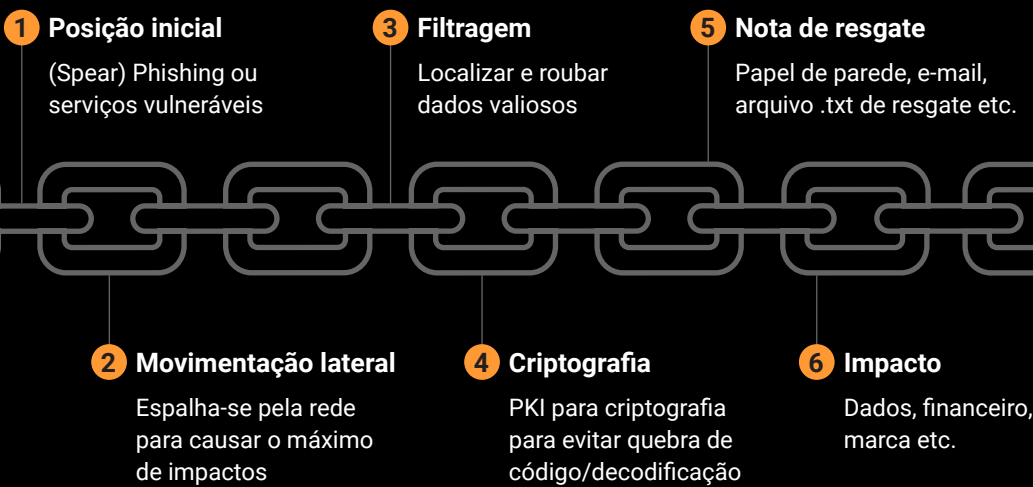 1 Posição inicial
(Spear) Phishing ou
serviços vulneráveis
2 Movimentação lateral
Espalha-se pela rede
para causar o máximo
de impactos
3 Filtragem
Localizar e roubar
dados valiosos
4 Criptografia
PKI para criptografia
para evitar quebra de
código/decodificação
5 Nota de resgate
Papel de parede, e-mail,
arquivo .txt de resgate etc.
6 Impacto
Dados, financeiro,
marca etc.